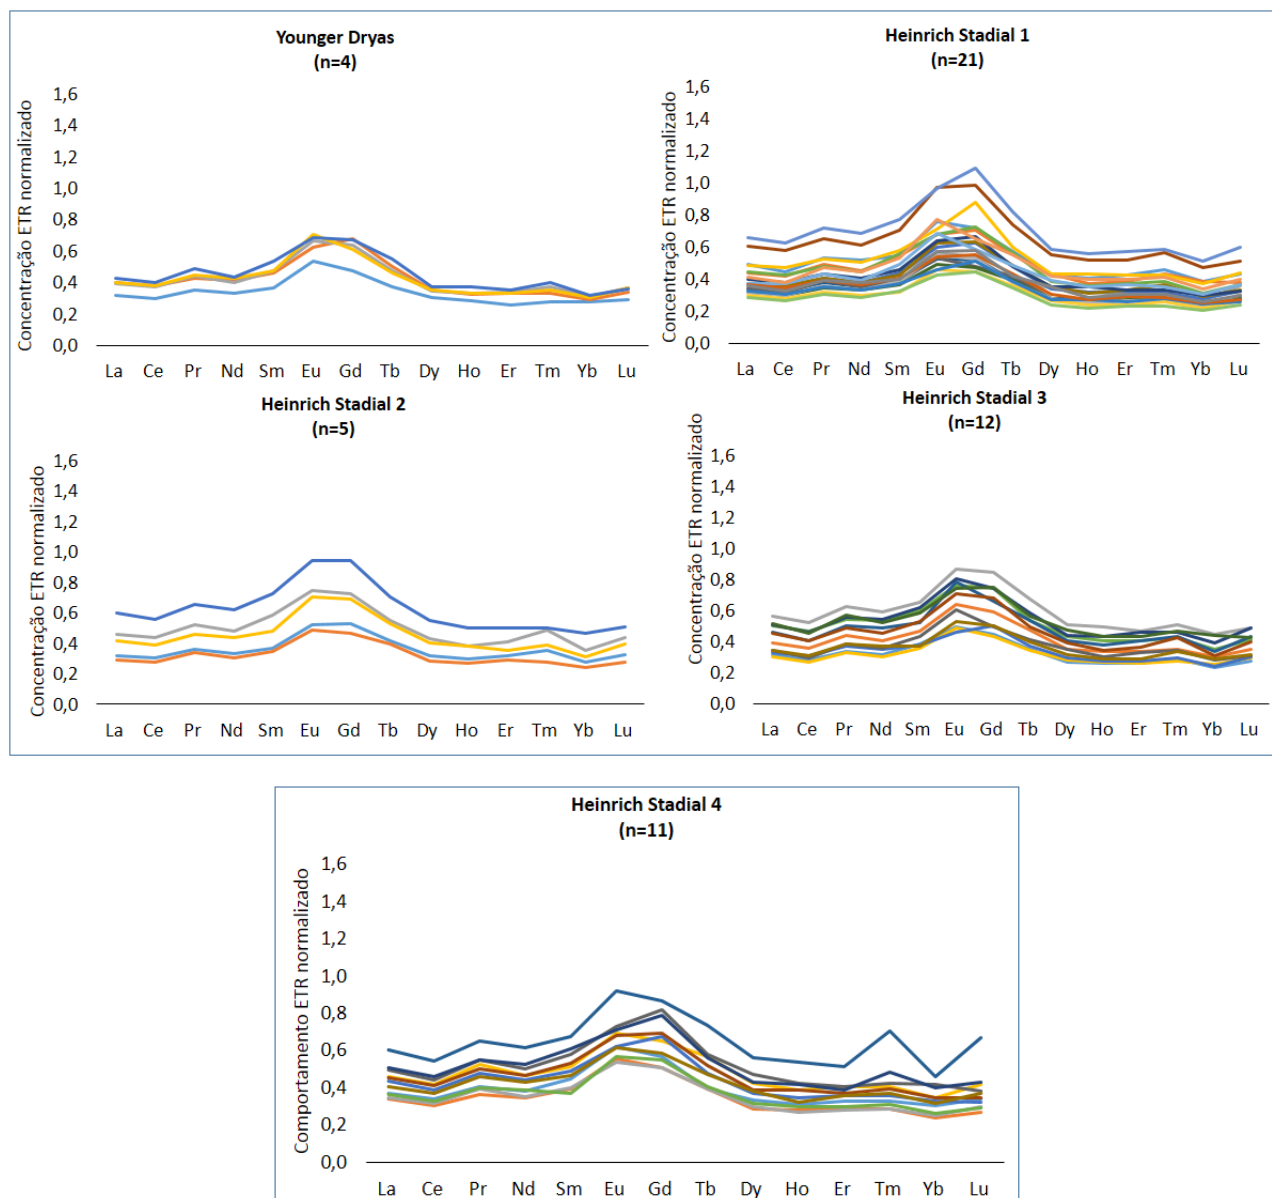 Younger Dryas
(n=4)
Concentração ETR normalizado
1,6
1,4
1,2
1,0
0,8
0,6
0,4
0,2
0,0
La Ce Pr Nd Sm Eu Gd Tb Dy Ho Er Tm Yb Lu
Heinrich Stadial 1
(n=21)
Concentração ETR normalizado
1,6
1,4
1,2
1,0
0,8
0,6
0,4
0,2
0,0
La Ce Pr Nd Sm Eu Gd Tb Dy Ho Er Tm Yb Lu
Heinrich Stadial 2
(n=5)
Concentração ETR normalizado
1,6
1,4
1,2
1,0
0,8
0,6
0,4
0,2
0,0
La Ce Pr Nd Sm Eu Gd Tb Dy Ho Er Tm Yb Lu
Heinrich Stadial 3
(n=12)
Concentração ETR normalizado
1,6
1,4
1,2
1,0
0,8
0,6
0,4
0,2
0,0
La Ce Pr Nd Sm Eu Gd Tb Dy Ho Er Tm Yb Lu
Heinrich Stadial 4
(n=11)
Comportamento ETR normalizado
1,6
1,4
1,2
1,0
0,8
0,6
0,4
0,2
0,0
La Ce Pr Nd Sm Eu Gd Tb Dy Ho Er Tm Yb Lu